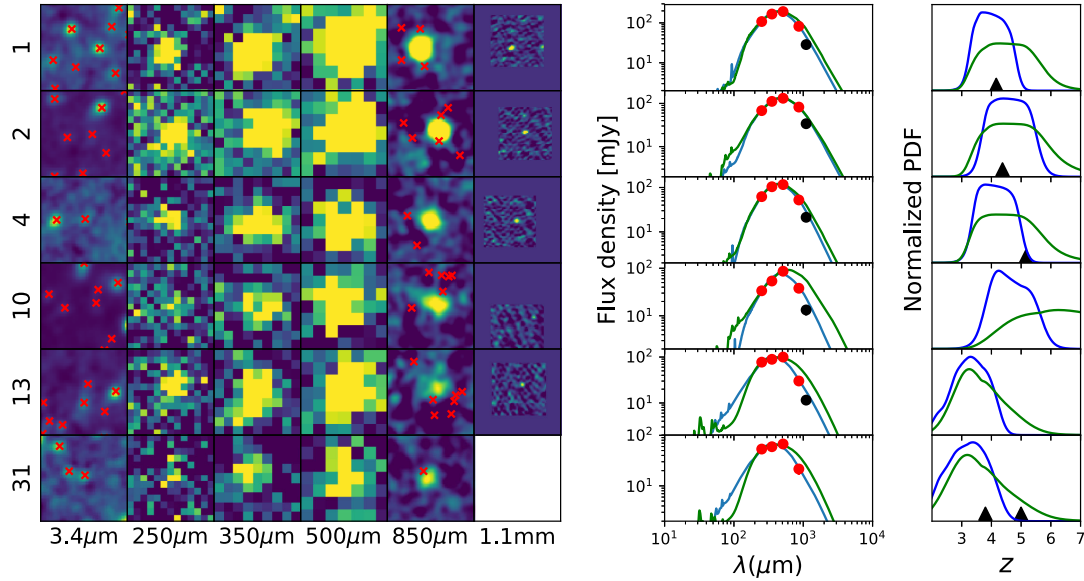 1
2
4
10
13
31
3.4μm 250μm 350μm 500μm 850μm 1.1mm
Flux density [mJy]
10²
10¹
10²
10¹
10²
10¹
10²
10¹
10²
10¹
10²
10¹
10¹ 10² 10³ 10⁴
λ(μm)
Normalized PDF
3 4 5 6 7
z